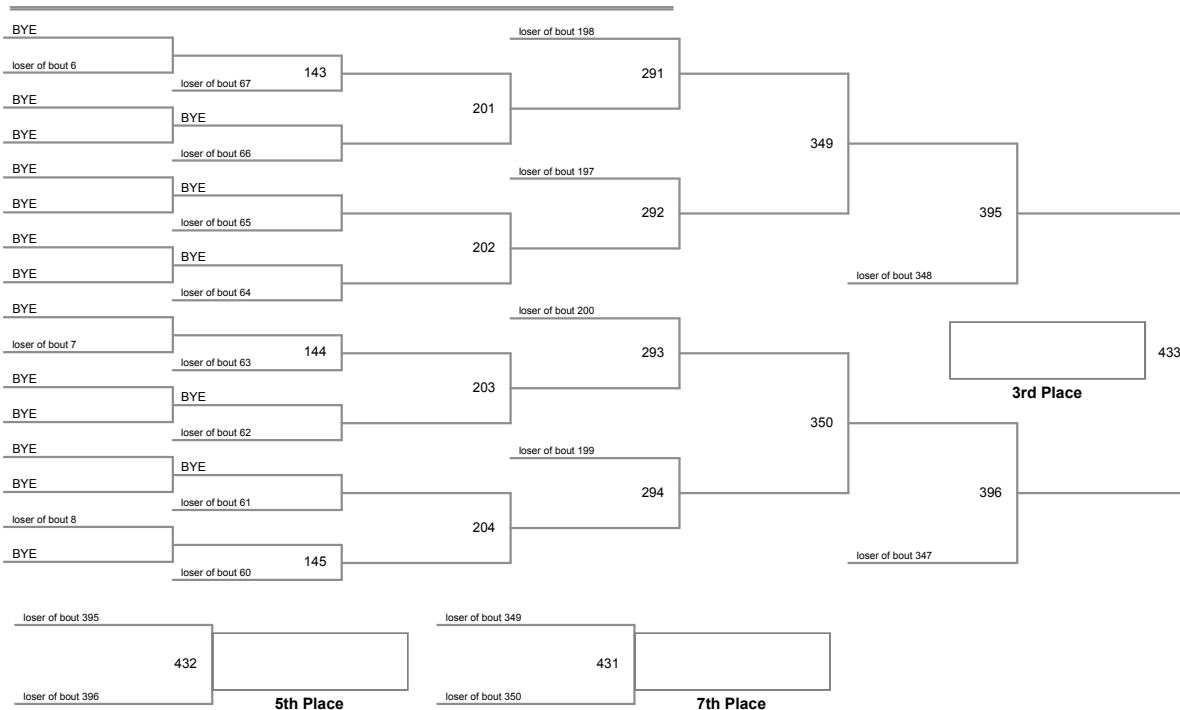 BYE
loser of bout 198
loser of bout 6
143
291
loser of bout 67
BYE
201
BYE
BYE
349
loser of bout 66
BYE
loser of bout 197
BYE
BYE
292
395
loser of bout 65
BYE
202
BYE
BYE
loser of bout 348
loser of bout 64
BYE
loser of bout 200
loser of bout 7
144
293
433
loser of bout 63
BYE
203
3rd Place
BYE
BYE
350
loser of bout 62
BYE
loser of bout 199
BYE
BYE
294
396
loser of bout 61
loser of bout 8
204
BYE
145
loser of bout 347
loser of bout 60
loser of bout 395
loser of bout 349
432
431
loser of bout 396
5th Place
loser of bout 350
7th Place